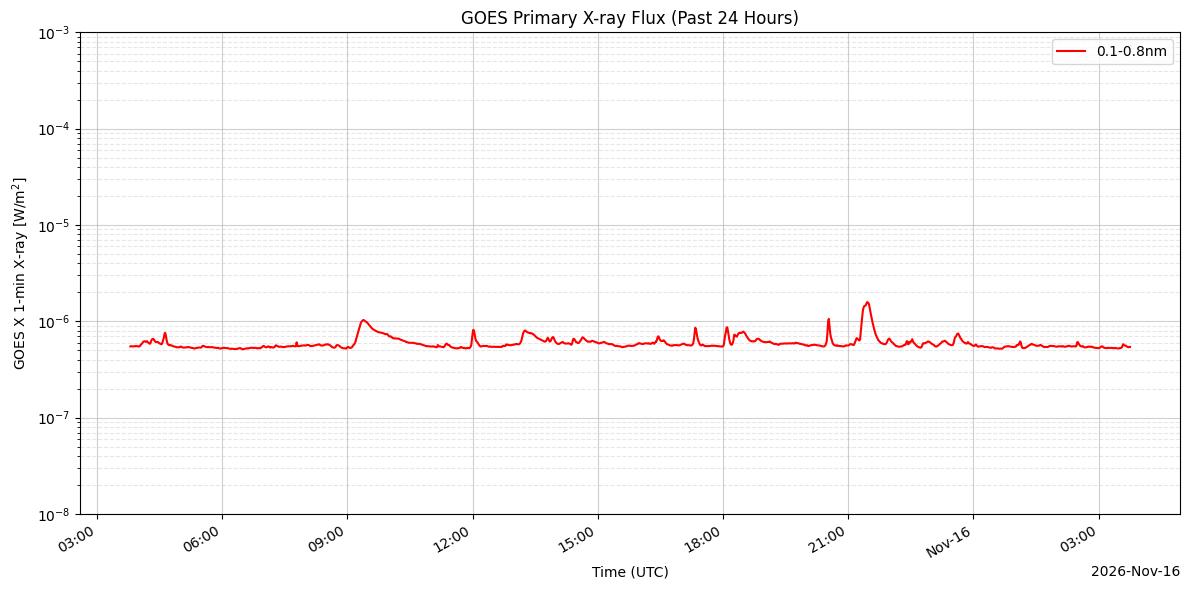 GOES Primary X-ray Flux (Past 24 Hours)
0.1-0.8nm
GOES X 1-min X-ray [W/m²]
10⁻³
10⁻⁴
10⁻⁵
10⁻⁶
10⁻⁷
10⁻⁸
03:00
06:00
09:00
12:00
15:00
18:00
21:00
Nov-16
03:00
Time (UTC)
2026-Nov-16